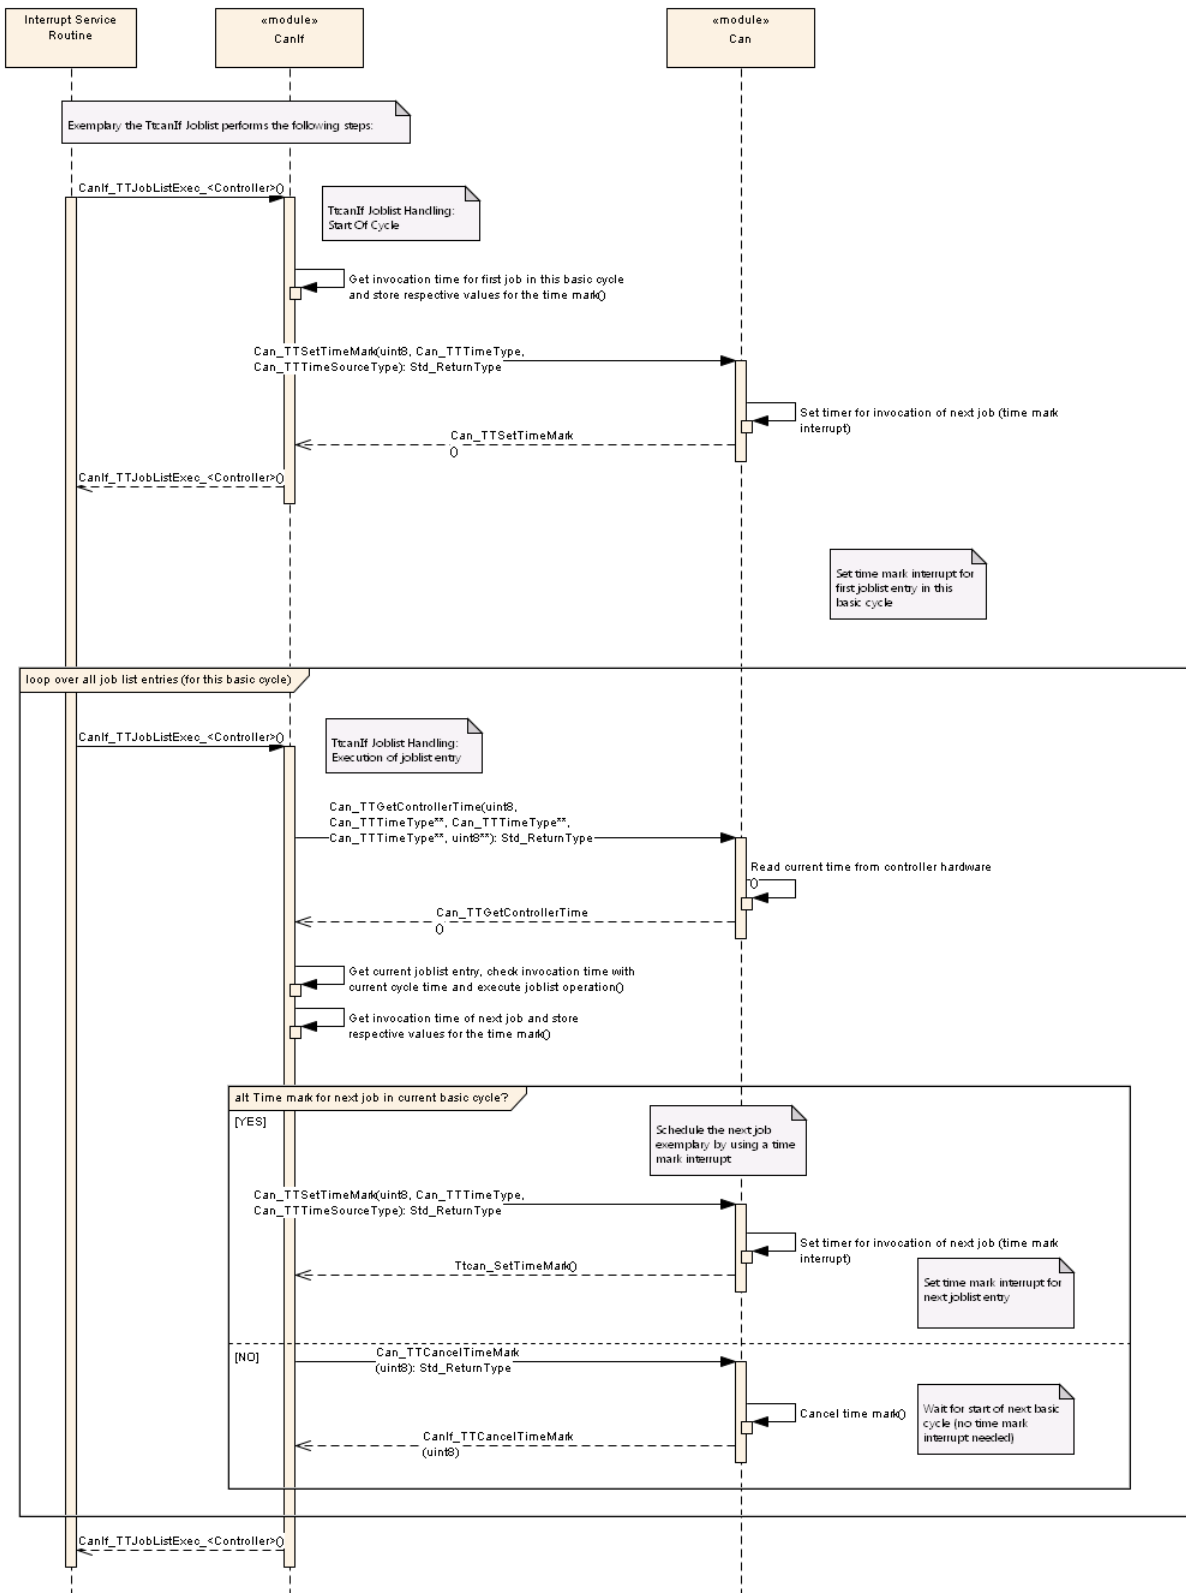 Interrupt Service
Routine
«module»
CanIf
«module»
Can
Exemplary the TtcanIf Joblist performs the following steps:
CanIf_TTJobListExec_<Controller>()
TtcanIf Joblist Handling:
Start Of Cycle
Get invocation time for first job in this basic cycle
and store respective values for the time mark()
Can_TTSetTimeMark(uint8, Can_TTTimeType,
Can_TTTimeSourceType): Std_ReturnType
Set timer for invocation of next job (time mark
interrupt)
Can_TTSetTimeMark
()
CanIf_TTJobListExec_<Controller>()
Set time mark interrupt for
first joblist entry in this
basic cycle
loop over all job list entries (for this basic cycle)
CanIf_TTJobListExec_<Controller>()
TtcanIf Joblist Handling:
Execution of joblist entry
Can_TTGetControllerTime(uint8,
Can_TTTimeType**, Can_TTTimeType**,
Can_TTTimeType**, uint8**): Std_ReturnType
Read current time from controller hardware
()
Can_TTGetControllerTime
()
Get current joblist entry, check invocation time with
current cycle time and execute joblist operation()
Get invocation time of next job and store
respective values for the time mark()
alt Time mark for next job in current basic cycle?
[YES]
Schedule the next job
exemplary by using a time
mark interrupt
Can_TTSetTimeMark(uint8, Can_TTTimeType,
Can_TTTimeSourceType): Std_ReturnType
Set timer for invocation of next job (time mark
interrupt)
Ttcan_SetTimeMark()
Set time mark interrupt for
next joblist entry
[NO]
Can_TTCancelTimeMark
(uint8): Std_ReturnType
Cancel time mark()
Wait for start of next basic
cycle (no time mark
interrupt needed)
CanIf_TTCancelTimeMark
(uint8)
CanIf_TTJobListExec_<Controller>()